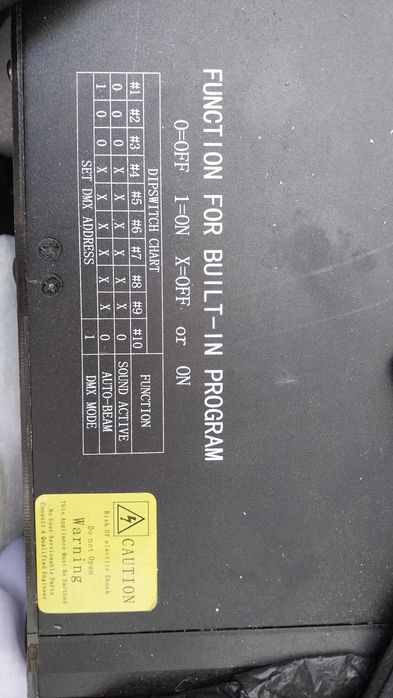 FUNCTION FOR BUILT-IN PROGRAM
0=OFF 1=ON X=OFF or ON
DIPSWITCH CHART FUNCTION
#1 #2 #3 #4 #5 #6 #7 #8 #9 #10
0 0 0 X X X X X X 0 SOUND ACTIVE
1 0 0 X X X X X X 0 AUTO-BEAM
SET DMX ADDRESS 1 DMX MODE
CAUTION
Risk Of electric Shock
Do not Open
Warning
This Appliance Must Be Earthed
No User Serviceable Parts
Consult A Qualified Engineer